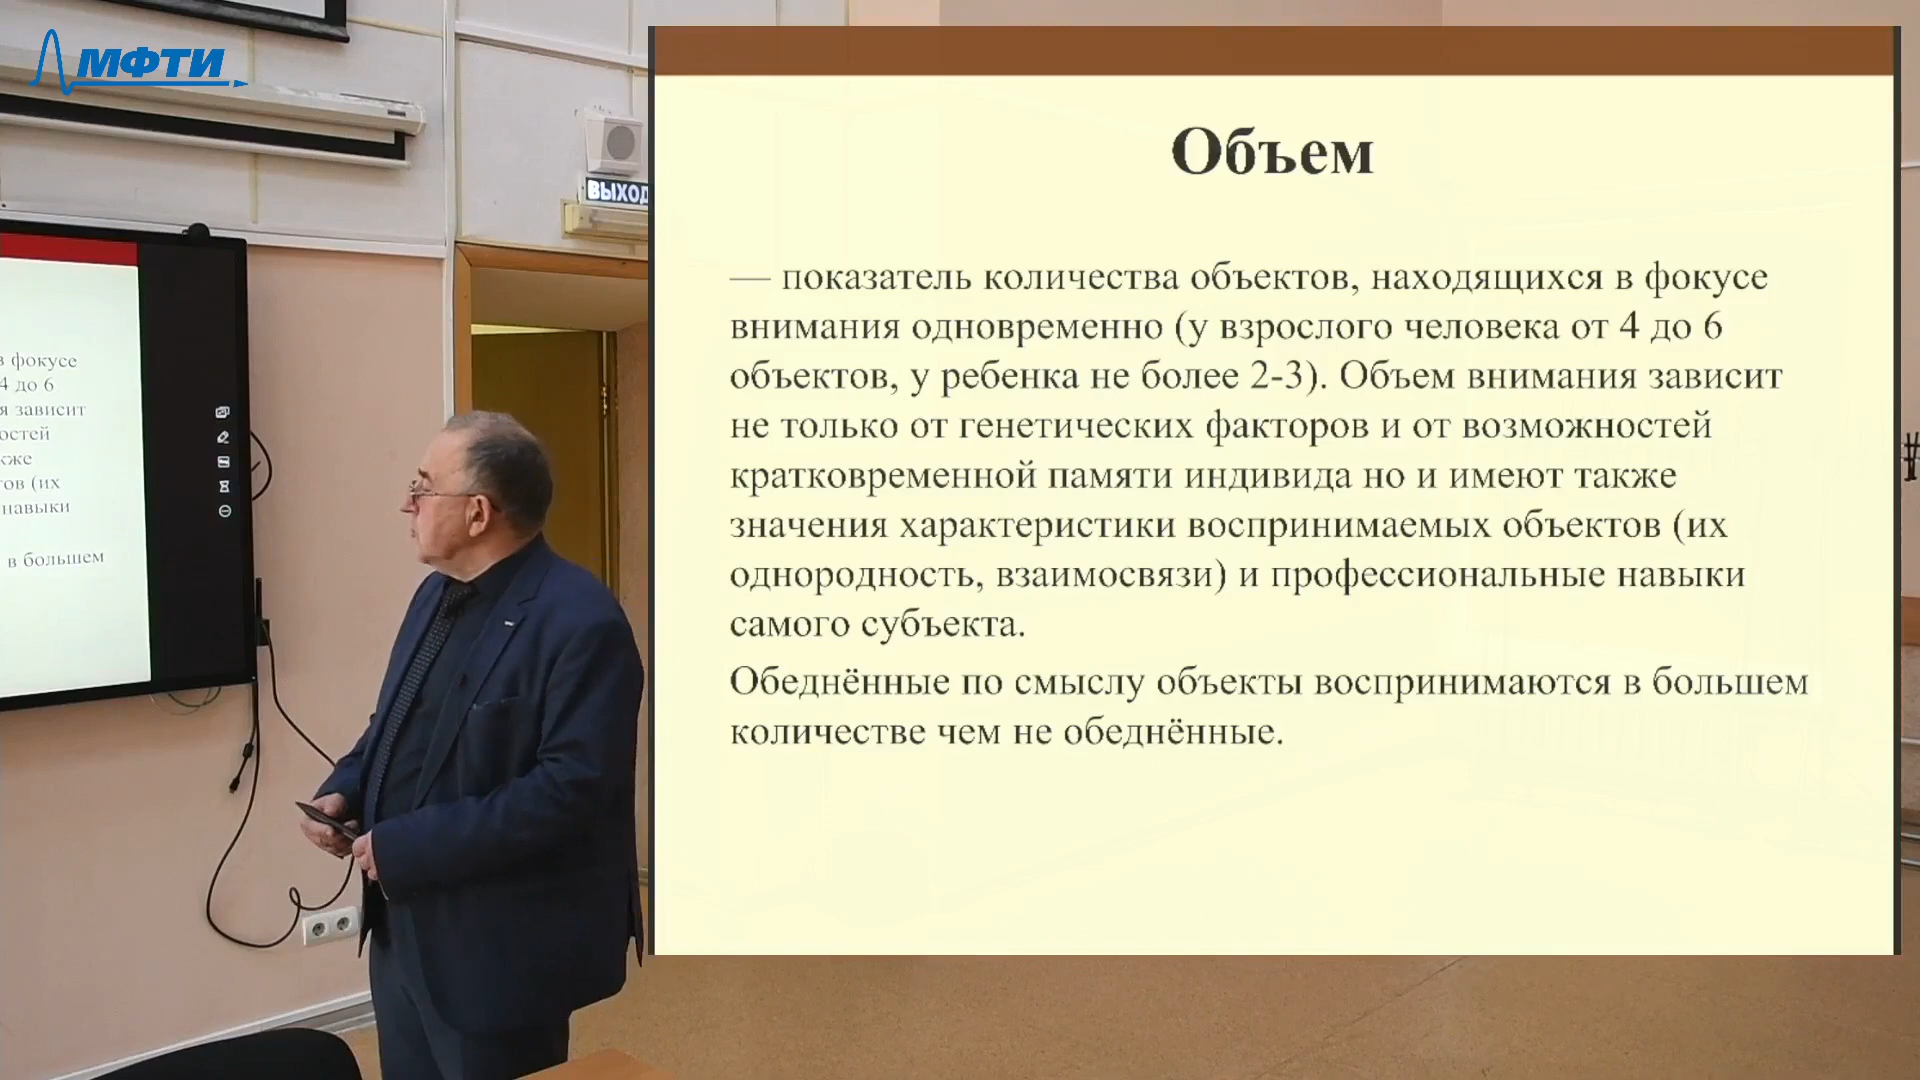 МФТИ
ВЫХОД
в фокусе
4 до 6
я зависит
остей
кже
ов (их
навыки
в большем
Объем
— показатель количества объектов, находящихся в фокусе
внимания одновременно (у взрослого человека от 4 до 6
объектов, у ребенка не более 2-3). Объем внимания зависит
не только от генетических факторов и от возможностей
кратковременной памяти индивида но и имеют также
значения характеристики воспринимаемых объектов (их
однородность, взаимосвязи) и профессиональные навыки
самого субъекта.
Обеднённые по смыслу объекты воспринимаются в большем
количестве чем не обеднённые.